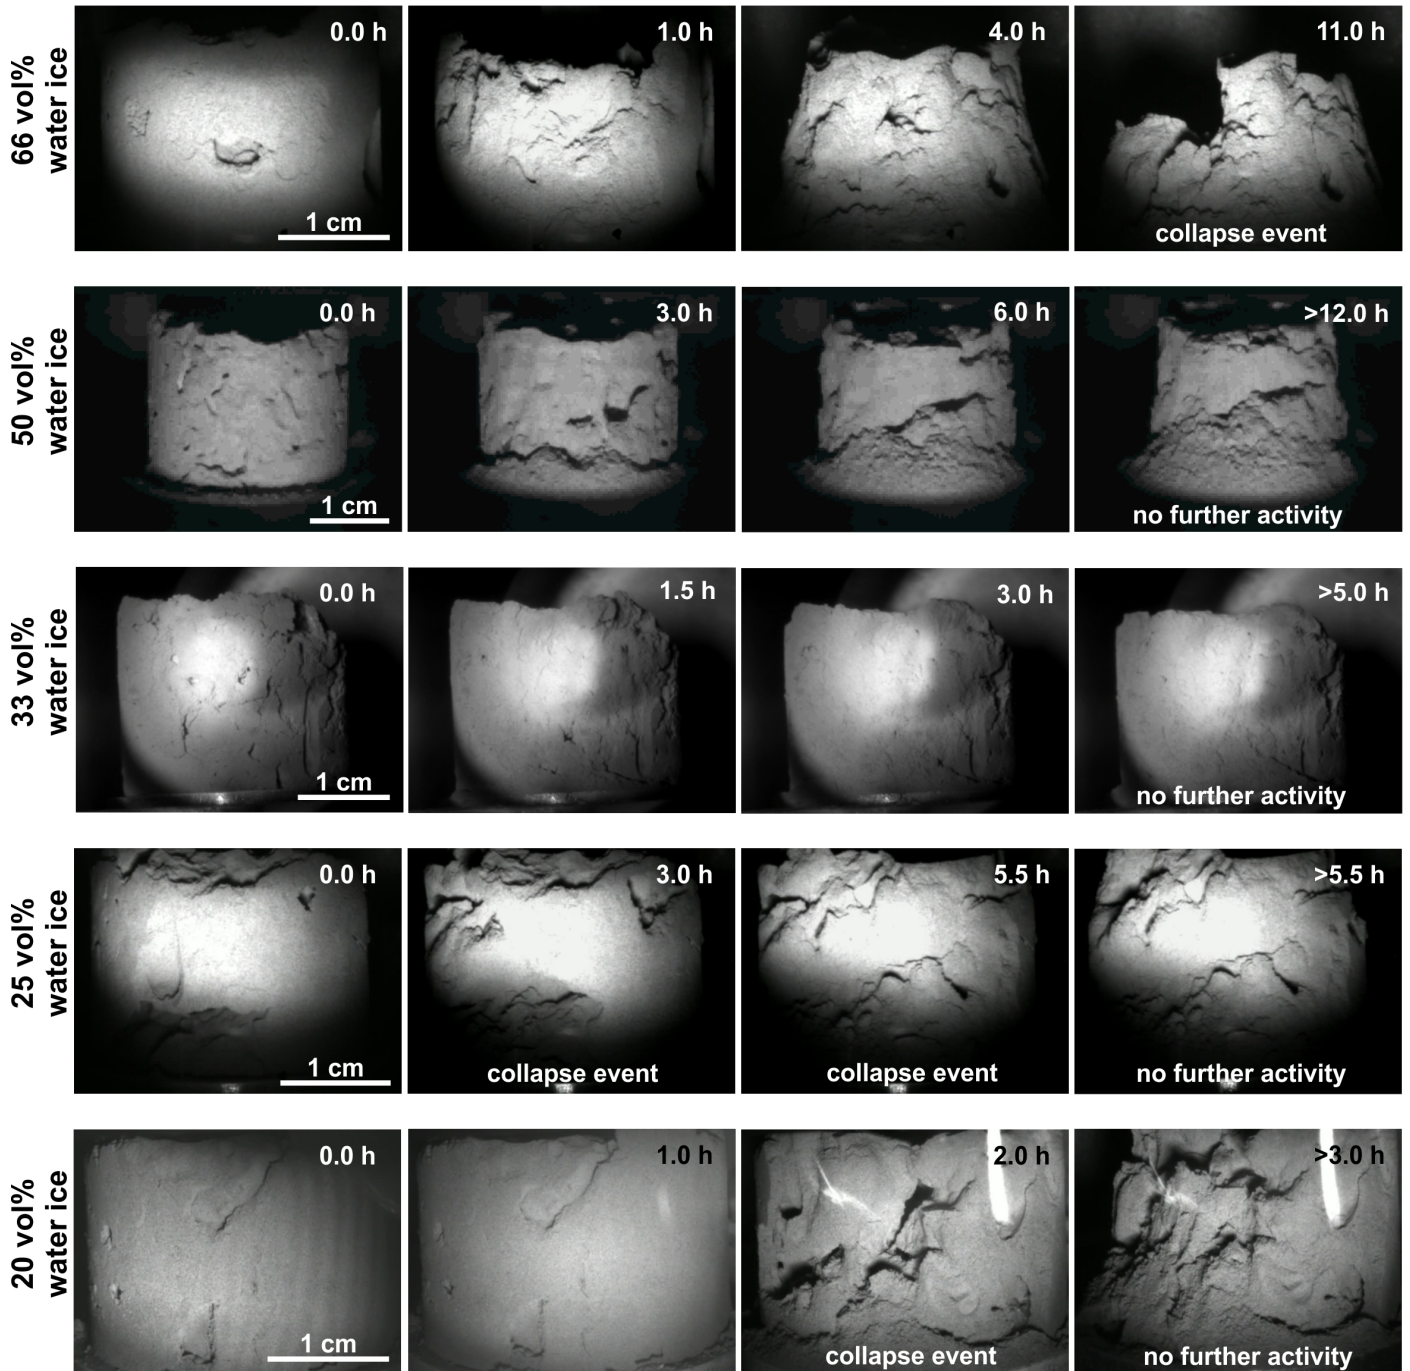 66 vol%
water ice
0.0 h
1.0 h
4.0 h
11.0 h
1 cm
collapse event
50 vol%
water ice
0.0 h
3.0 h
6.0 h
>12.0 h
1 cm
no further activity
33 vol%
water ice
0.0 h
1.5 h
3.0 h
>5.0 h
1 cm
no further activity
25 vol%
water ice
0.0 h
3.0 h
5.5 h
>5.5 h
1 cm
collapse event
collapse event
no further activity
20 vol%
water ice
0.0 h
1.0 h
2.0 h
>3.0 h
1 cm
collapse event
no further activity